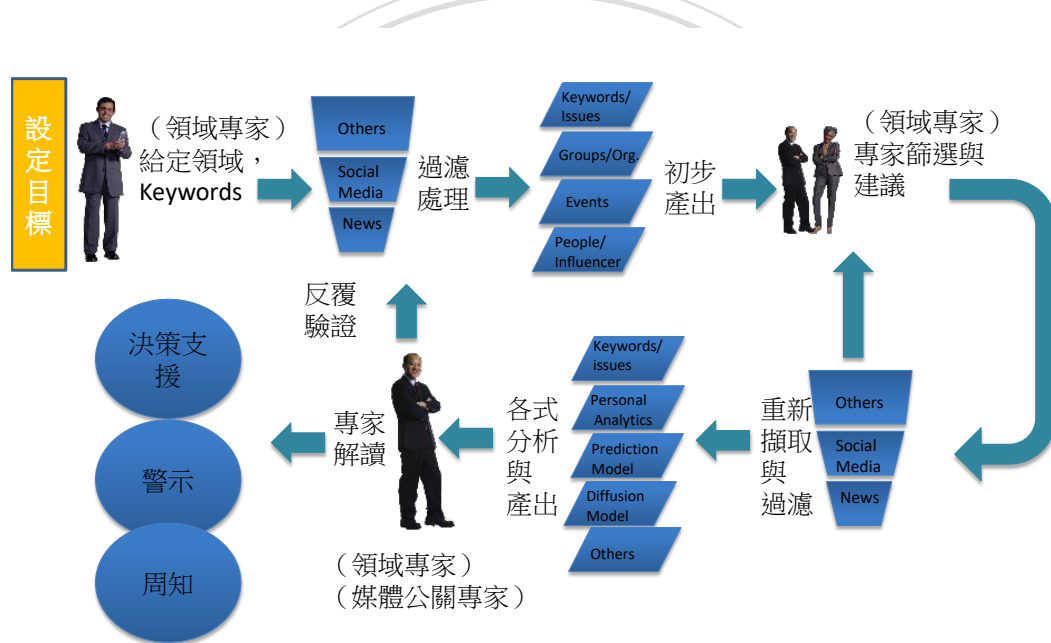 設
定
目
標
（領域專家）
給定領域，
Keywords
Others
Social
Media
News
過濾
處理
Keywords/
Issues
Groups/Org.
Events
People/
Influencer
初步
產出
（領域專家）
專家篩選與
建議
Others
Social
Media
News
重新
擷取
與
過濾
Keywords/
issues
Personal
Analytics
Prediction
Model
Diffusion
Model
Others
各式
分析
與
產出
（領域專家）
（媒體公關專家）
反覆
驗證
專家
解讀
決策支
援
警示
周知